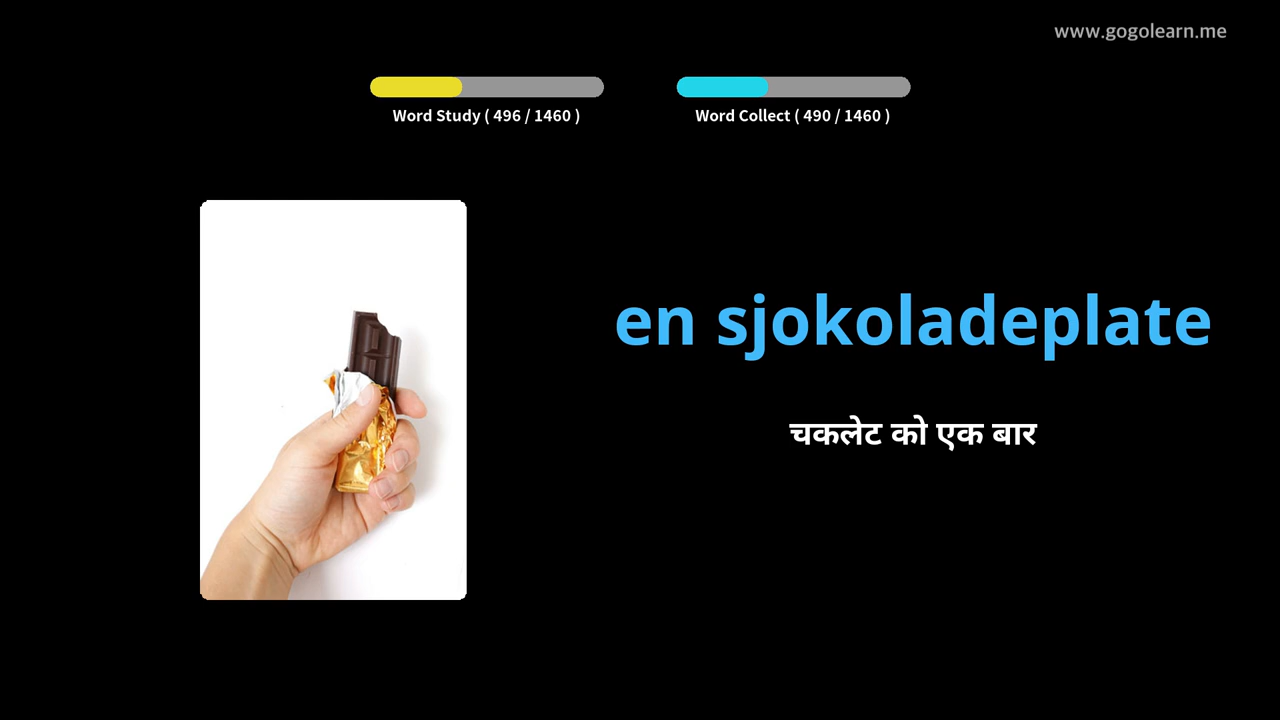 www.gogolearn.me
Word Study ( 496 / 1460 )
Word Collect ( 490 / 1460 )
en sjokoladeplate
चकलेट को एक बार